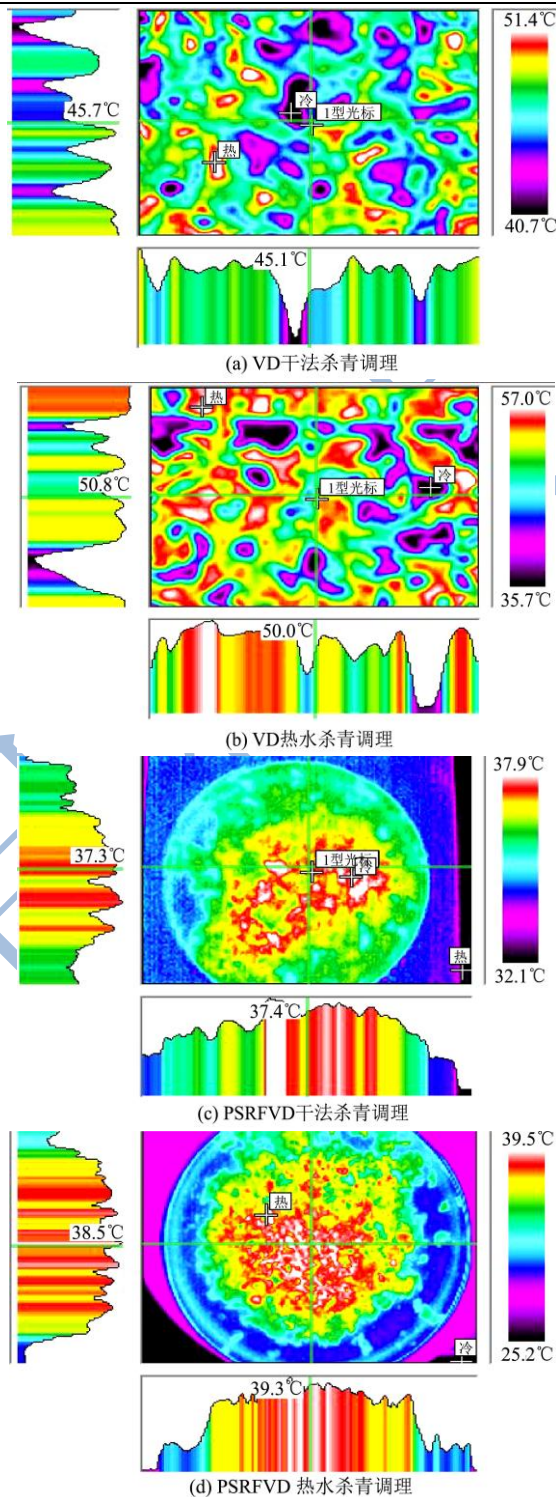 51.4℃
冷
45.7℃
1型光标
热
40.7℃
45.1℃
(a) VD干法杀青调理
热
57.0℃
冷
50.8℃
1型光标
35.7℃
50.0℃
(b) VD热水杀青调理
37.9℃
37.3℃
1型光标
热
32.1℃
37.4℃
(c) PSRFVD干法杀青调理
39.5℃
热
38.5℃
冷
25.2℃
39.3℃
(d) PSRFVD 热水杀青调理